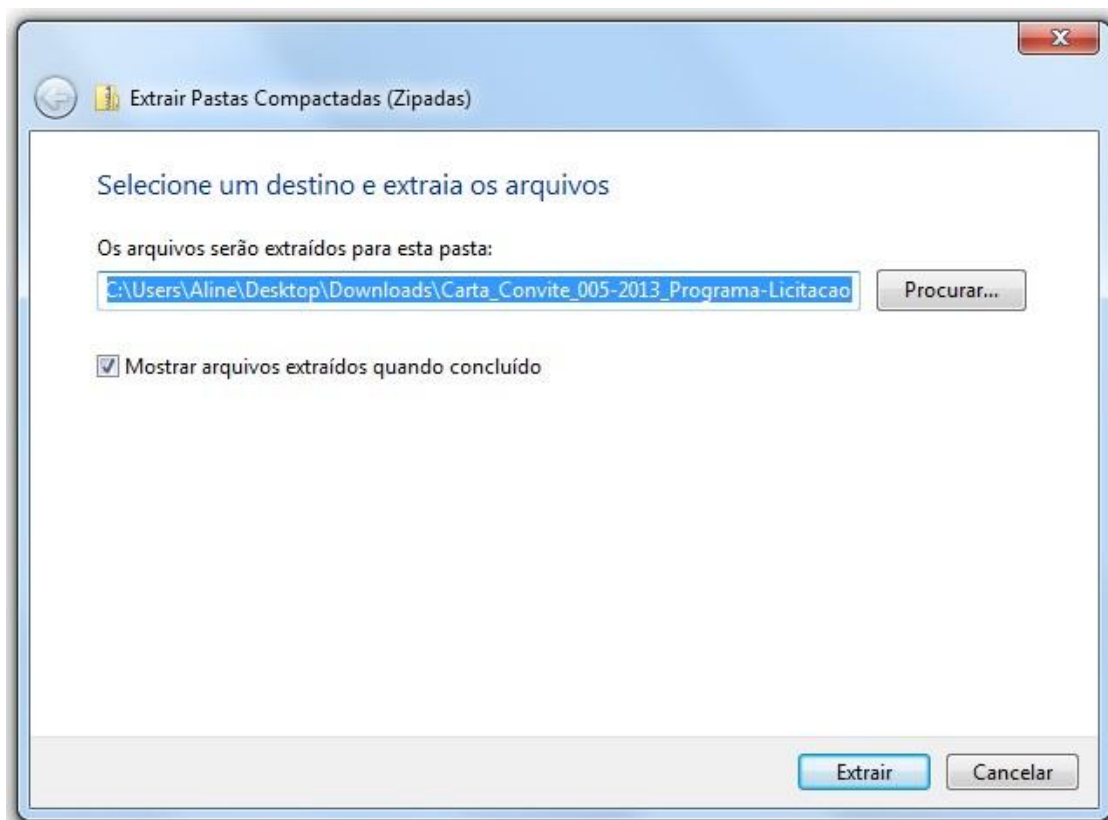 Extrair Pastas Compactadas (Zipadas)
Selecione um destino e extraia os arquivos
Os arquivos serão extraídos para esta pasta:
C:\Users\Aline\Desktop\Downloads\Carta_Convite_005-2013_Programa-Licitacao
Procurar...
Mostrar arquivos extraídos quando concluído
Extrair
Cancelar